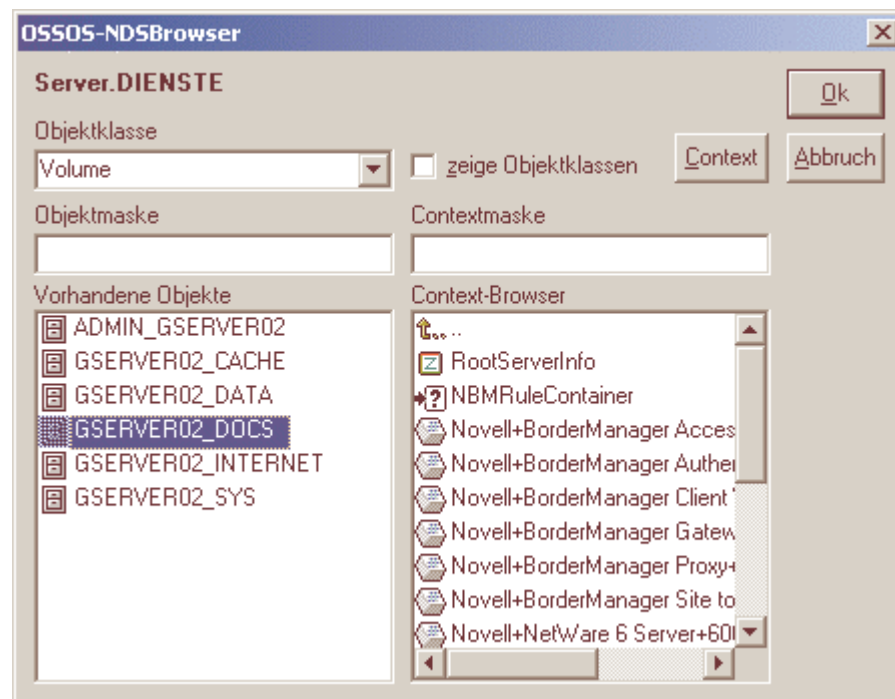 OSSOS-NDSBrowser
Server.DIENSTE
Ok
Objektklasse
Volume
zeige Objektklassen
Context
Abbruch
Objektmaske
Contextmaske
Vorhandene Objekte
ADMIN_GSERVER02
GSERVER02_CACHE
GSERVER02_DATA
GSERVER02_DOCS
GSERVER02_INTERNET
GSERVER02_SYS
Context-Browser
..
RootServerInfo
NBMRuleContainer
Novell+BorderManager Acces
Novell+BorderManager Auther
Novell+BorderManager Client
Novell+BorderManager Gatew
Novell+BorderManager Proxy+
Novell+BorderManager Site to
Novell+NetWare 6 Server+600